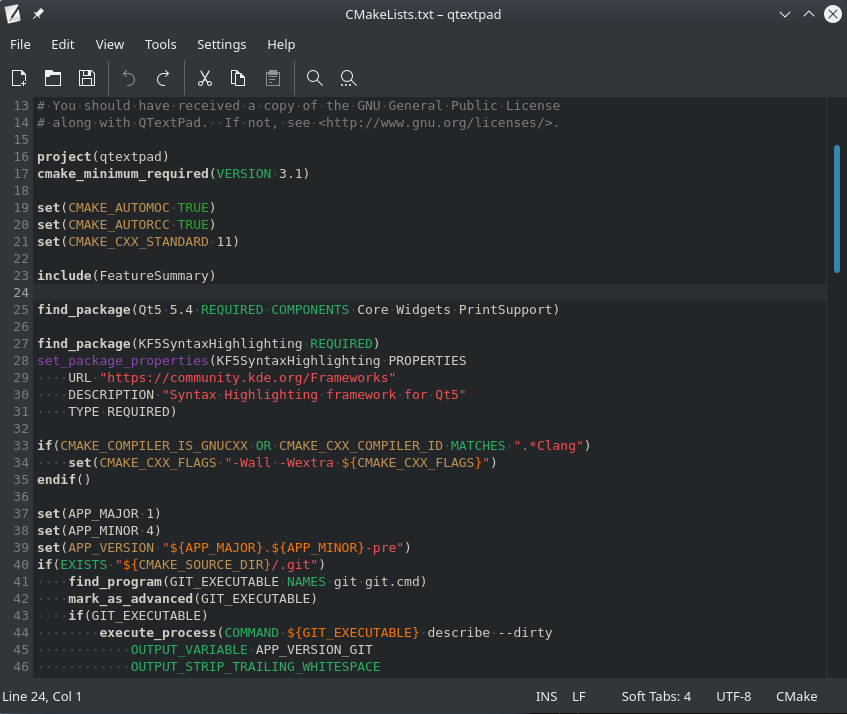 CMakeLists.txt – qtextpad
File Edit View Tools Settings Help
13 # You should have received a copy of the GNU General Public License
14 # along with QTextPad.  If not, see <http://www.gnu.org/licenses/>.
15
16 project(qtextpad)
17 cmake_minimum_required(VERSION 3.1)
18
19 set(CMAKE_AUTOMOC TRUE)
20 set(CMAKE_AUTORCC TRUE)
21 set(CMAKE_CXX_STANDARD 11)
22
23 include(FeatureSummary)
24
25 find_package(Qt5 5.4 REQUIRED COMPONENTS Core Widgets PrintSupport)
26
27 find_package(KF5SyntaxHighlighting REQUIRED)
28 set_package_properties(KF5SyntaxHighlighting PROPERTIES
29     URL "https://community.kde.org/Frameworks"
30     DESCRIPTION "Syntax Highlighting framework for Qt5"
31     TYPE REQUIRED)
32
33 if(CMAKE_COMPILER_IS_GNUCXX OR CMAKE_CXX_COMPILER_ID MATCHES ".*Clang")
34     set(CMAKE_CXX_FLAGS "-Wall -Wextra ${CMAKE_CXX_FLAGS}")
35 endif()
36
37 set(APP_MAJOR 1)
38 set(APP_MINOR 4)
39 set(APP_VERSION "${APP_MAJOR}.${APP_MINOR}-pre")
40 if(EXISTS "${CMAKE_SOURCE_DIR}/.git")
41     find_program(GIT_EXECUTABLE NAMES git git.cmd)
42     mark_as_advanced(GIT_EXECUTABLE)
43     if(GIT_EXECUTABLE)
44         execute_process(COMMAND ${GIT_EXECUTABLE} describe --dirty
45             OUTPUT_VARIABLE APP_VERSION_GIT
46             OUTPUT_STRIP_TRAILING_WHITESPACE
Line 24, Col 1 INS LF Soft Tabs: 4 UTF-8 CMake